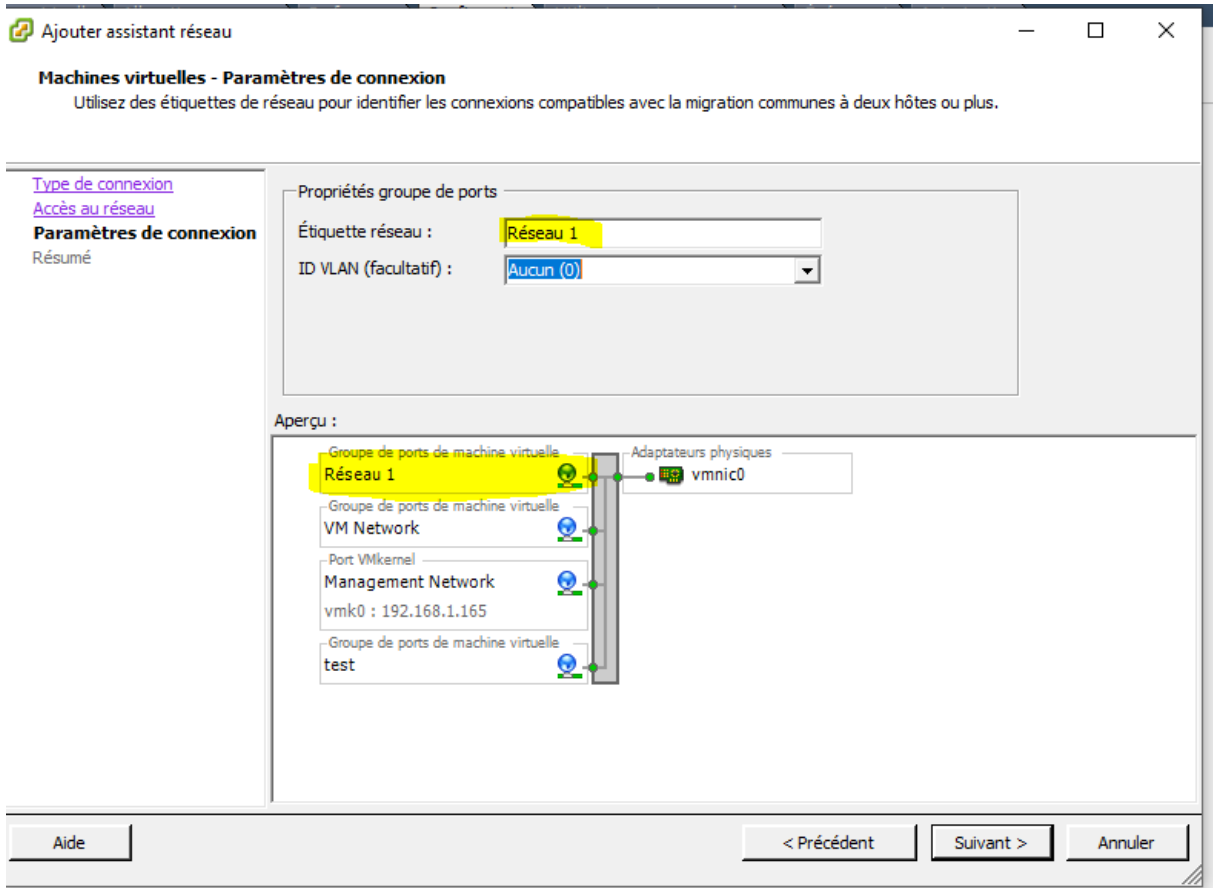 Ajouter assistant réseau
Machines virtuelles - Paramètres de connexion
Utilisez des étiquettes de réseau pour identifier les connexions compatibles avec la migration communes à deux hôtes ou plus.
Type de connexion
Accès au réseau
Paramètres de connexion
Résumé
Propriétés groupe de ports
Étiquette réseau : Réseau 1
ID VLAN (facultatif) : Aucun (0)
Aperçu :
Groupe de ports de machine virtuelle
Réseau 1
Adaptateurs physiques
vmnic0
Groupe de ports de machine virtuelle
VM Network
Port VMkernel
Management Network
vmk0 : 192.168.1.165
Groupe de ports de machine virtuelle
test
Aide
< Précédent
Suivant >
Annuler